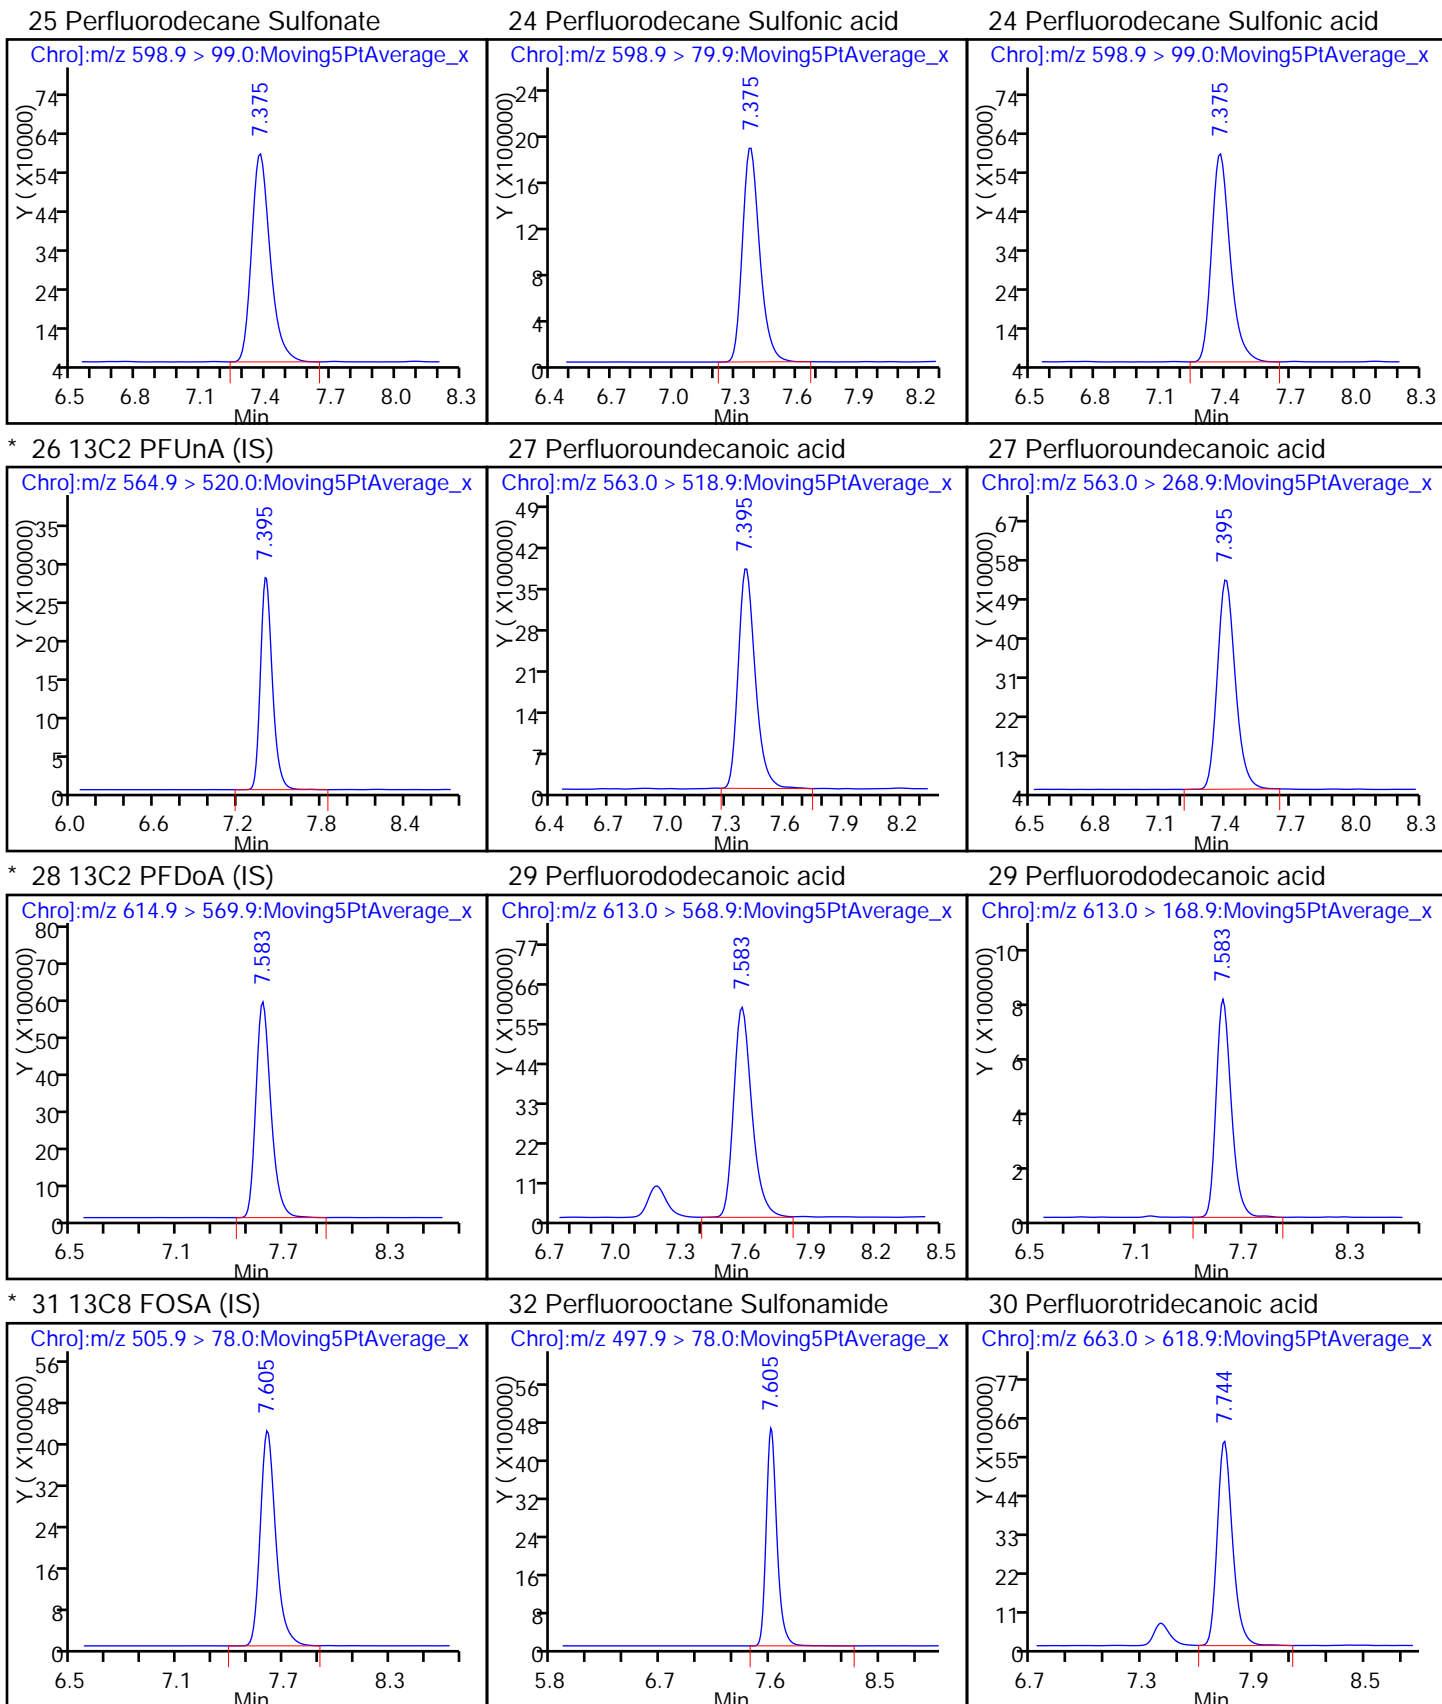 25 Perfluorodecane Sulfonate
24 Perfluorodecane Sulfonic acid
24 Perfluorodecane Sulfonic acid
Chro]:m/z 598.9 > 99.0:Moving5PtAverage_x
Y ( X10000)
74
64
54
44
34
24
14
4
7.375
6.5 6.8 7.1 7.4 7.7 8.0 8.3
Min
Chro]:m/z 598.9 > 79.9:Moving5PtAverage_x
Y ( X100000)
24
20
16
12
8
4
0
7.375
6.4 6.7 7.0 7.3 7.6 7.9 8.2
Min
Chro]:m/z 598.9 > 99.0:Moving5PtAverage_x
Y ( X10000)
74
64
54
44
34
24
14
4
7.375
6.5 6.8 7.1 7.4 7.7 8.0 8.3
Min
* 26 13C2 PFUnA (IS)
27 Perfluoroundecanoic acid
27 Perfluoroundecanoic acid
Chro]:m/z 564.9 > 520.0:Moving5PtAverage_x
Y ( X100000)
35
30
25
20
15
10
5
0
7.395
6.0 6.6 7.2 7.8 8.4
Min
Chro]:m/z 563.0 > 518.9:Moving5PtAverage_x
Y ( X100000)
49
42
35
28
21
14
7
0
7.395
6.4 6.7 7.0 7.3 7.6 7.9 8.2
Min
Chro]:m/z 563.0 > 268.9:Moving5PtAverage_x
Y ( X10000)
67
58
49
40
31
22
13
4
7.395
6.5 6.8 7.1 7.4 7.7 8.0 8.3
Min
* 28 13C2 PFDoA (IS)
29 Perfluorododecanoic acid
29 Perfluorododecanoic acid
Chro]:m/z 614.9 > 569.9:Moving5PtAverage_x
Y ( X100000)
80
70
60
50
40
30
20
10
0
7.583
6.5 7.1 7.7 8.3
Min
Chro]:m/z 613.0 > 568.9:Moving5PtAverage_x
Y ( X100000)
77
66
55
44
33
22
11
0
7.583
6.7 7.0 7.3 7.6 7.9 8.2 8.5
Min
Chro]:m/z 613.0 > 168.9:Moving5PtAverage_x
Y ( X100000)
10
8
6
4
2
0
7.583
6.5 7.1 7.7 8.3
Min
* 31 13C8 FOSA (IS)
32 Perfluorooctane Sulfonamide
30 Perfluorotridecanoic acid
Chro]:m/z 505.9 > 78.0:Moving5PtAverage_x
Y ( X100000)
56
48
40
32
24
16
8
0
7.605
6.5 7.1 7.7 8.3
Min
Chro]:m/z 497.9 > 78.0:Moving5PtAverage_x
Y ( X100000)
56
48
40
32
24
16
8
0
7.605
5.8 6.7 7.6 8.5
Min
Chro]:m/z 663.0 > 618.9:Moving5PtAverage_x
Y ( X100000)
77
66
55
44
33
22
11
0
7.744
6.7 7.3 7.9 8.5
Min